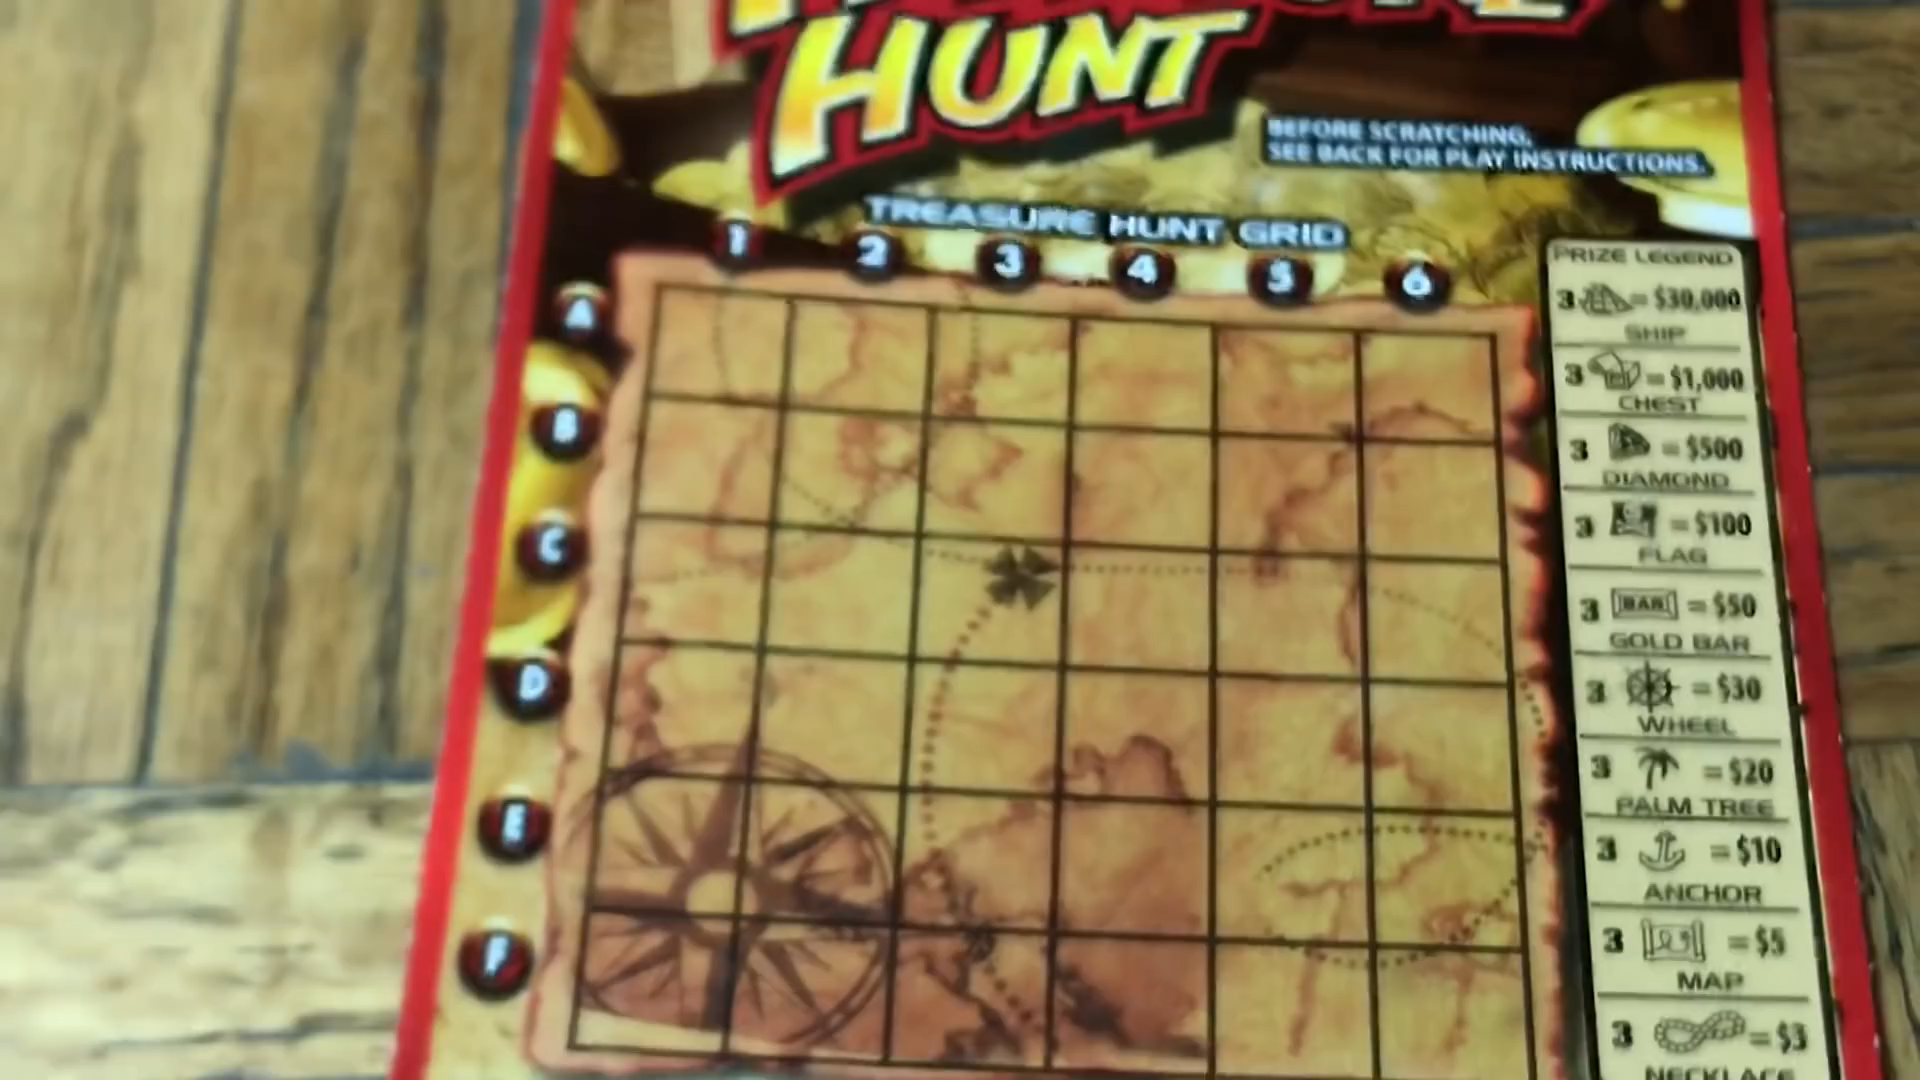 HUNT
BEFORE SCRATCHING,
SEE BACK FOR PLAY INSTRUCTIONS.
TREASURE HUNT GRID
1 2 3 4 5 6
A
B
C
D
E
F
PRIZE LEGEND
3 = $30,000
SHIP
3 = $1,000
CHEST
3 = $500
DIAMOND
3 = $100
FLAG
3 BAR = $50
GOLD BAR
3 = $30
WHEEL
3 = $20
PALM TREE
3 = $10
ANCHOR
3 = $5
MAP
3 = $3
NECKLACE